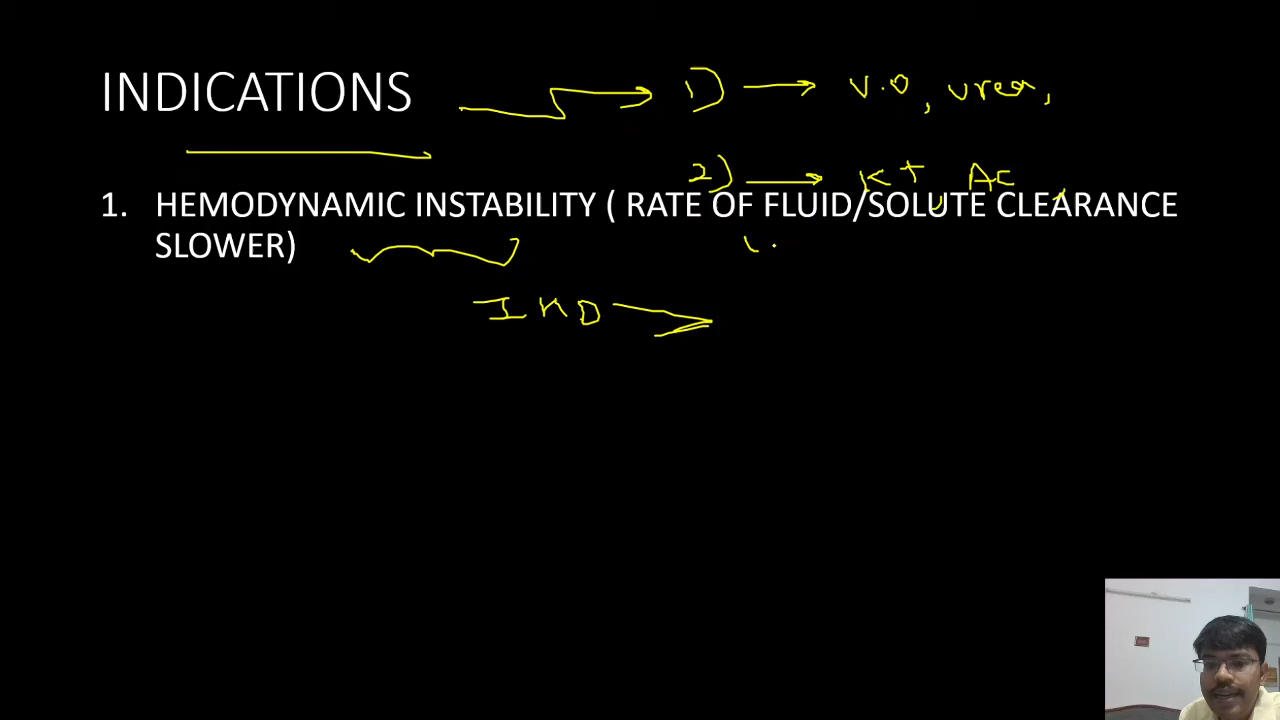 INDICATIONS
1) → V.O, urea,
2) → K+, AC,
1. HEMODYNAMIC INSTABILITY ( RATE OF FLUID/SOLUTE CLEARANCE
SLOWER)
IHD